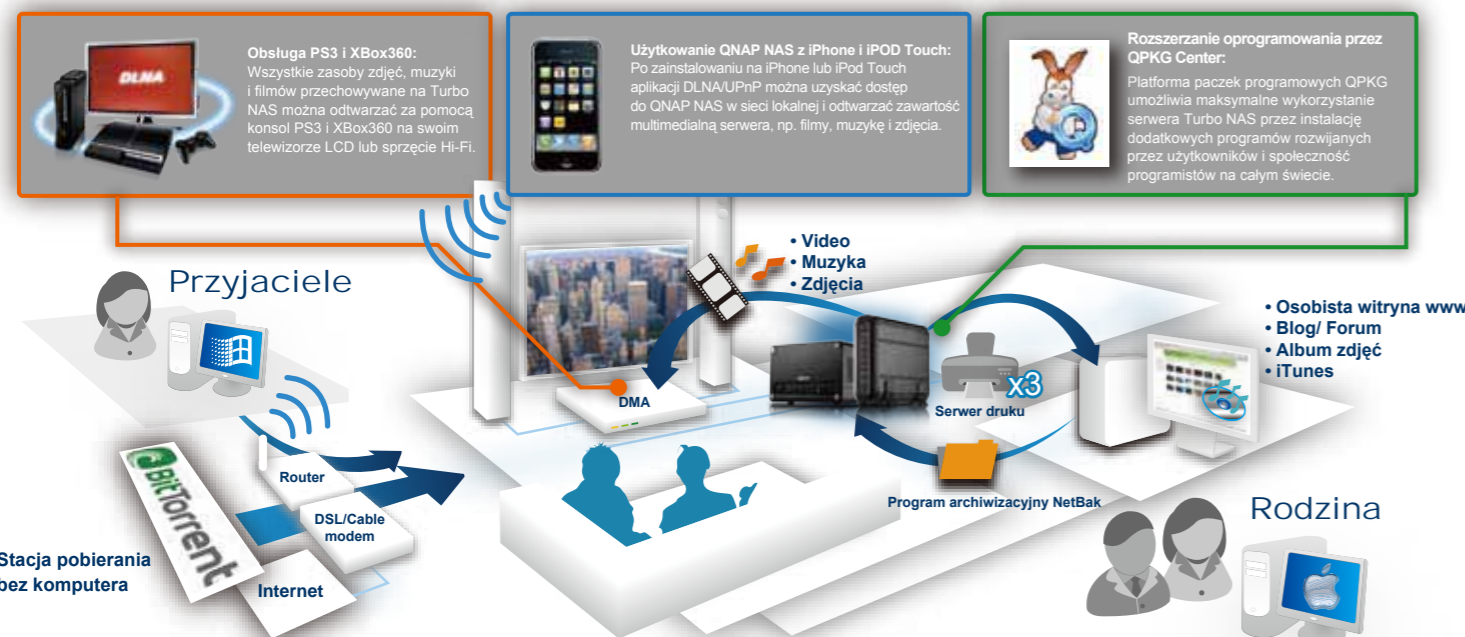 Obsługa PS3 i XBox360:
Wszystkie zasoby zdjęć, muzyki
i filmów przechowywane na Turbo
NAS można odtwarzać za pomocą
konsol PS3 i XBox360 na swoim
telewizorze LCD lub sprzęcie Hi-Fi.
DLNA
Użytkowanie QNAP NAS z iPhone i iPOD Touch:
Po zainstalowaniu na iPhone lub iPod Touch
aplikacji DLNA/UPnP można uzyskać dostęp
do QNAP NAS w sieci lokalnej i odtwarzać zawartość
multimedialną serwera, np. filmy, muzykę i zdjęcia.
Rozszerzanie oprogramowania przez
QPKG Center:
Platforma paczek programowych QPKG
umożliwia maksymalne wykorzystanie
serwera Turbo NAS przez instalację
dodatkowych programów rozwijanych
przez użytkowników i społeczność
programistów na całym świecie.
Przyjaciele
• Video
• Muzyka
• Zdjęcia
• Osobista witryna www
• Blog/ Forum
• Album zdjęć
• iTunes
DMA
x3
Serwer druku
Router
DSL/Cable
modem
Internet
BitTorrent
Stacja pobierania
bez komputera
Program archiwizacyjny NetBak
Rodzina